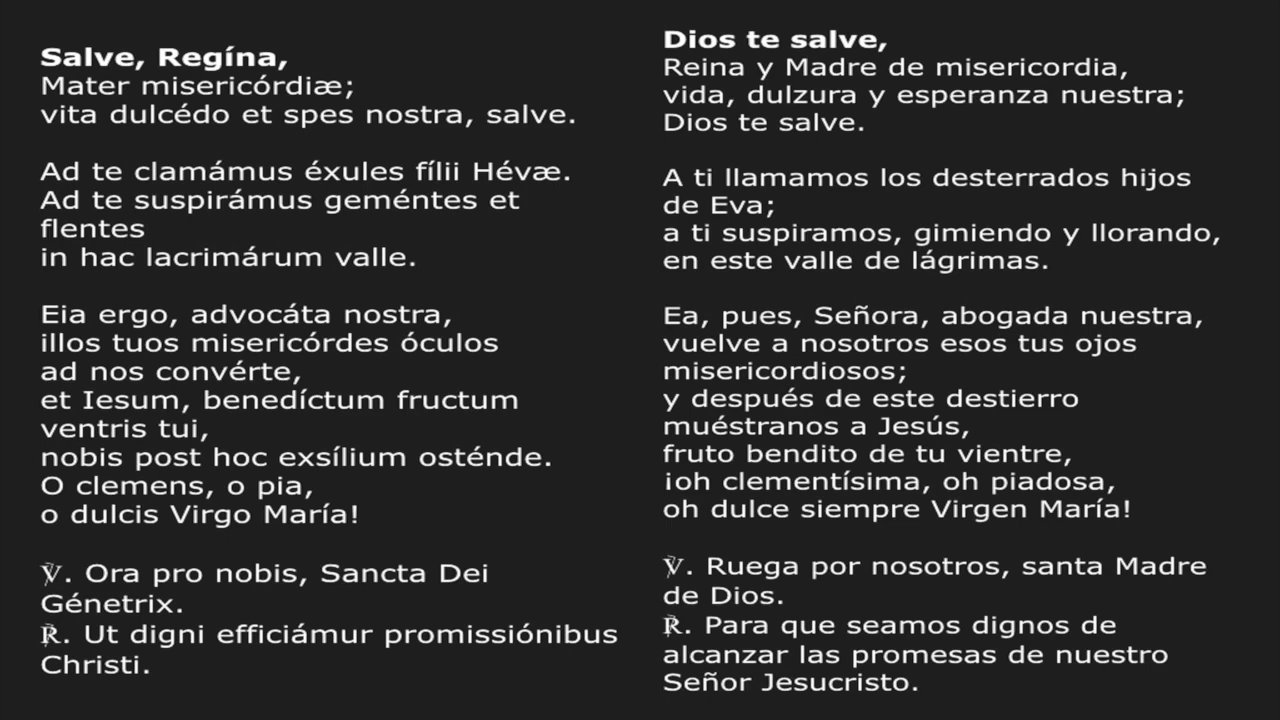 Salve, Regína,
Mater misericórdiæ;
vita dulcédo et spes nostra, salve.
Ad te clamámus éxules fílii Hévæ.
Ad te suspirámus geméntes et
flentes
in hac lacrimárum valle.
Eia ergo, advocáta nostra,
illos tuos misericórdes óculos
ad nos convérte,
et Iesum, benedíctum fructum
ventris tui,
nobis post hoc exsílium osténde.
O clemens, o pia,
o dulcis Virgo María!
℣. Ora pro nobis, Sancta Dei
Génetrix.
℟. Ut digni efficiámur promissiónibus
Christi.
Dios te salve,
Reina y Madre de misericordia,
vida, dulzura y esperanza nuestra;
Dios te salve.
A ti llamamos los desterrados hijos
de Eva;
a ti suspiramos, gimiendo y llorando,
en este valle de lágrimas.
Ea, pues, Señora, abogada nuestra,
vuelve a nosotros esos tus ojos
misericordiosos;
y después de este destierro
muéstranos a Jesús,
fruto bendito de tu vientre,
¡oh clementísima, oh piadosa,
oh dulce siempre Virgen María!
℣. Ruega por nosotros, santa Madre
de Dios.
℟. Para que seamos dignos de
alcanzar las promesas de nuestro
Señor Jesucristo.